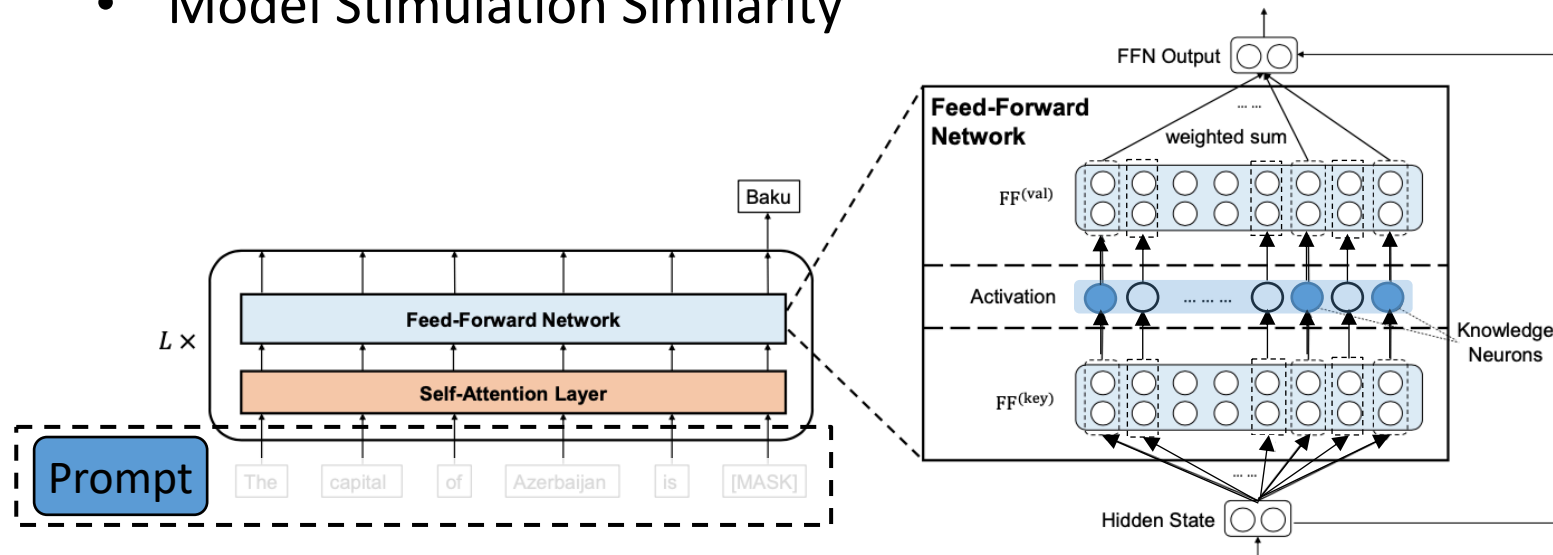 • Model Stimulation Similarity
FFN Output
Feed-Forward
Network
... ...
weighted sum
FF(val)
Baku
Activation
... ... ...
Feed-Forward Network
L ×
Knowledge
Neurons
Self-Attention Layer
FF(key)
Prompt
The capital of Azerbaijan is [MASK]
... ...
Hidden State